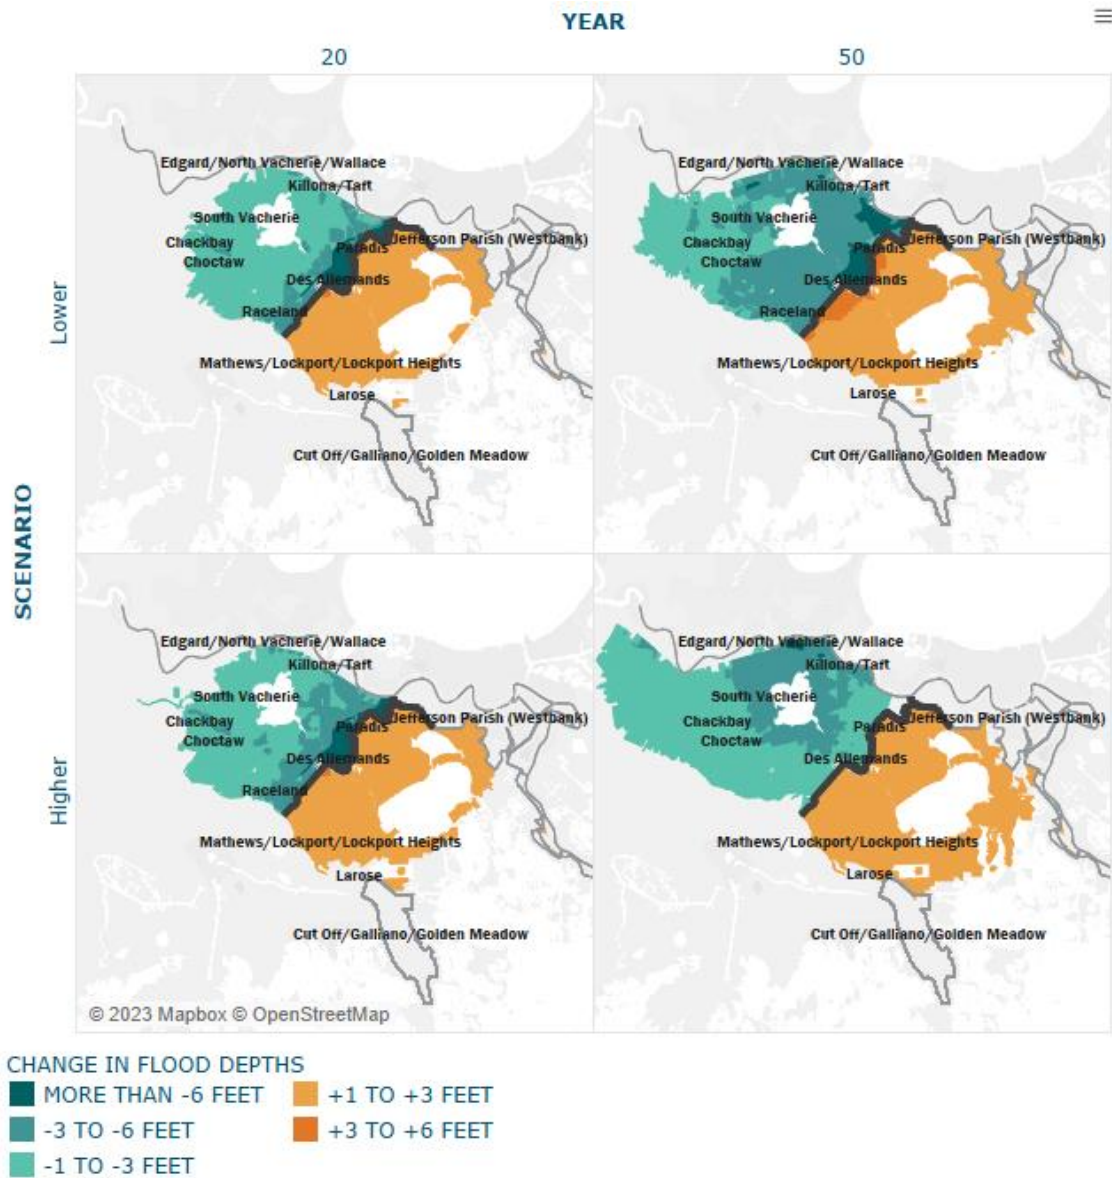 YEAR
20
50
SCENARIO
Lower
Edgard/North Vacherie/Wallace
Killona/Taft
South Vacherie
Chackbay
Choctaw
Paradis
Jefferson Parish (Westbank)
Des Allemands
Raceland
Mathews/Lockport/Lockport Heights
Larose
Cut Off/Galliano/Golden Meadow
Edgard/North Vacherie/Wallace
Killona/Taft
South Vacherie
Chackbay
Choctaw
Paradis
Jefferson Parish (Westbank)
Des Allemands
Raceland
Mathews/Lockport/Lockport Heights
Larose
Cut Off/Galliano/Golden Meadow
Higher
Edgard/North Vacherie/Wallace
Killona/Taft
South Vacherie
Chackbay
Choctaw
Paradis
Jefferson Parish (Westbank)
Des Allemands
Raceland
Mathews/Lockport/Lockport Heights
Larose
Cut Off/Galliano/Golden Meadow
© 2023 Mapbox © OpenStreetMap
Edgard/North Vacherie/Wallace
Killona/Taft
South Vacherie
Chackbay
Choctaw
Paradis
Jefferson Parish (Westbank)
Des Allemands
Mathews/Lockport/Lockport Heights
Larose
Cut Off/Galliano/Golden Meadow
CHANGE IN FLOOD DEPTHS
MORE THAN -6 FEET
-3 TO -6 FEET
-1 TO -3 FEET
+1 TO +3 FEET
+3 TO +6 FEET